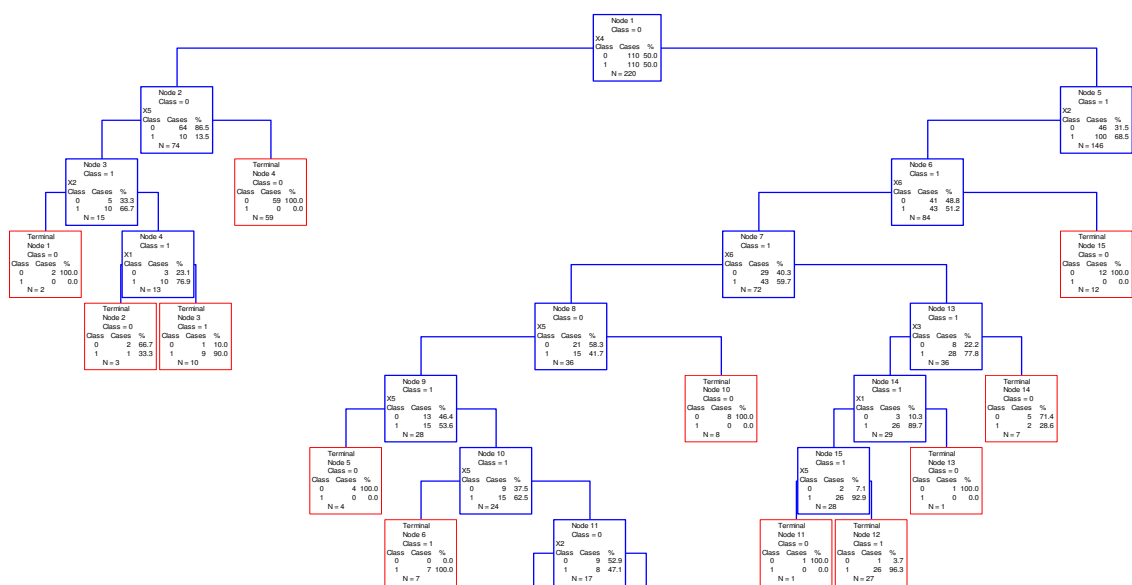 Node 1
Class = 0
X4
Class Cases %
0 110 50.0
1 110 50.0
N = 220
Node 2
Class = 0
X5
Class Cases %
0 64 86.5
1 10 13.5
N = 74
Node 5
Class = 1
X2
Class Cases %
0 46 31.5
1 100 68.5
N = 146
Node 3
Class = 1
X2
Class Cases %
0 5 33.3
1 10 66.7
N = 15
Terminal
Node 4
Class = 0
Class Cases %
0 59 100.0
1 0 0.0
N = 59
Node 6
Class = 1
X6
Class Cases %
0 41 48.8
1 43 51.2
N = 84
Terminal
Node 1
Class = 0
Class Cases %
0 2 100.0
1 0 0.0
N = 2
Node 4
Class = 1
X1
Class Cases %
0 3 23.1
1 10 76.9
N = 13
Node 7
Class = 1
X6
Class Cases %
0 29 40.3
1 43 59.7
N = 72
Terminal
Node 15
Class = 0
Class Cases %
0 12 100.0
1 0 0.0
N = 12
Terminal
Node 2
Class = 0
Class Cases %
0 2 66.7
1 1 33.3
N = 3
Terminal
Node 3
Class = 1
Class Cases %
0 1 10.0
1 9 90.0
N = 10
Node 8
Class = 0
X5
Class Cases %
0 21 58.3
1 15 41.7
N = 36
Node 13
Class = 1
X3
Class Cases %
0 8 22.2
1 28 77.8
N = 36
Node 9
Class = 1
X5
Class Cases %
0 13 46.4
1 15 53.6
N = 28
Terminal
Node 10
Class = 0
Class Cases %
0 8 100.0
1 0 0.0
N = 8
Node 14
Class = 1
X1
Class Cases %
0 3 10.3
1 26 89.7
N = 29
Terminal
Node 14
Class = 0
Class Cases %
0 5 71.4
1 2 28.6
N = 7
Terminal
Node 5
Class = 0
Class Cases %
0 4 100.0
1 0 0.0
N = 4
Node 10
Class = 1
X5
Class Cases %
0 9 37.5
1 15 62.5
N = 24
Node 15
Class = 1
X5
Class Cases %
0 2 7.1
1 26 92.9
N = 28
Terminal
Node 13
Class = 0
Class Cases %
0 1 100.0
1 0 0.0
N = 1
Terminal
Node 6
Class = 1
Class Cases %
0 0 0.0
1 7 100.0
N = 7
Node 11
Class = 0
X2
Class Cases %
0 9 52.9
1 8 47.1
N = 17
Terminal
Node 11
Class = 0
Class Cases %
0 1 100.0
1 0 0.0
N = 1
Terminal
Node 12
Class = 1
Class Cases %
0 1 3.7
1 26 96.3
N = 27